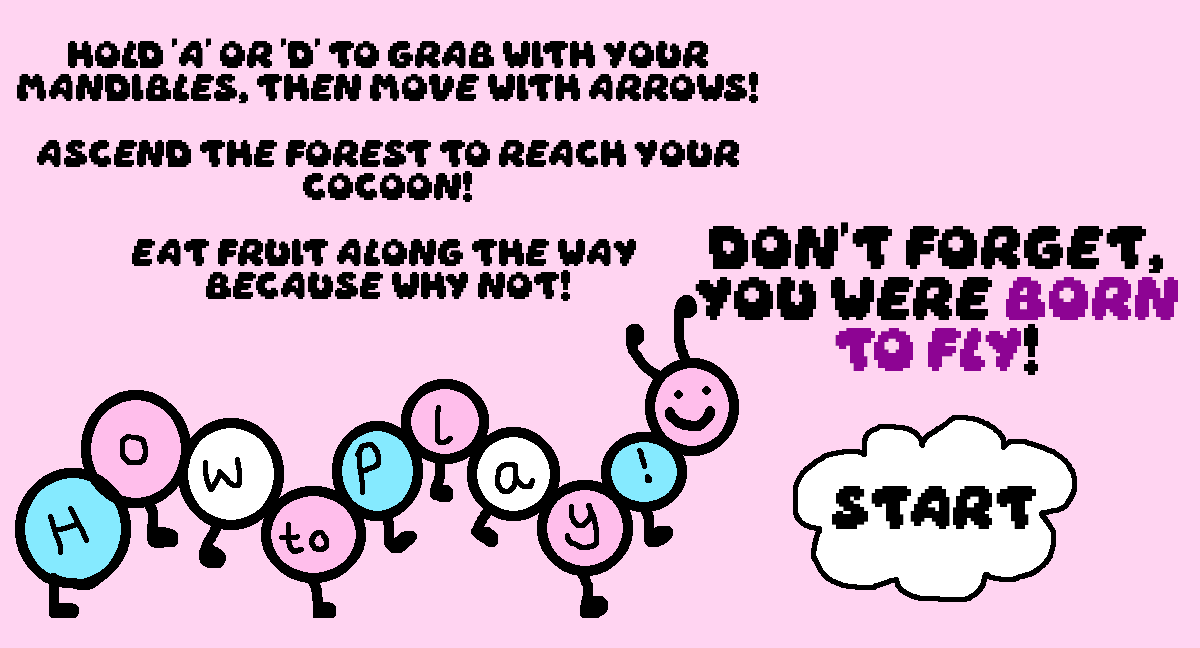 HOLD 'A' OR 'D' TO GRAB WITH YOUR
MANDIBLES, THEN MOVE WITH ARROWS!
ASCEND THE FOREST TO REACH YOUR
COCOON!
EAT FRUIT ALONG THE WAY
BECAUSE WHY NOT!
DON'T FORGET,
YOU WERE BORN
TO FLY!
How to Play!
START